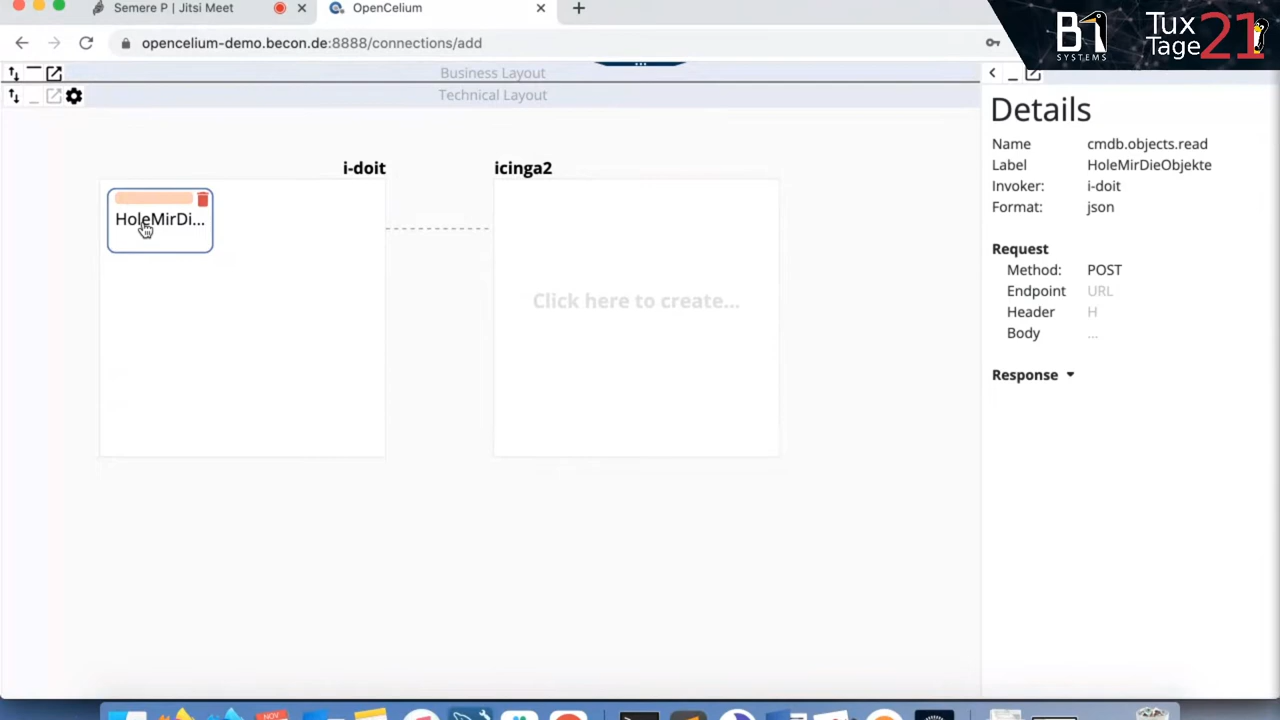 Semere P | Jitsi Meet
OpenCelium
opencelium-demo.becon.de:8888/connections/add
B1
SYSTEMS
Tux
Tage 21
Business Layout
Technical Layout
i-doit
icinga2
HoleMirDi...
Click here to create...
Details
Name cmdb.objects.read
Label HoleMirDieObjekte
Invoker: i-doit
Format: json
Request
Method: POST
Endpoint URL
Header H
Body ...
Response
NOV